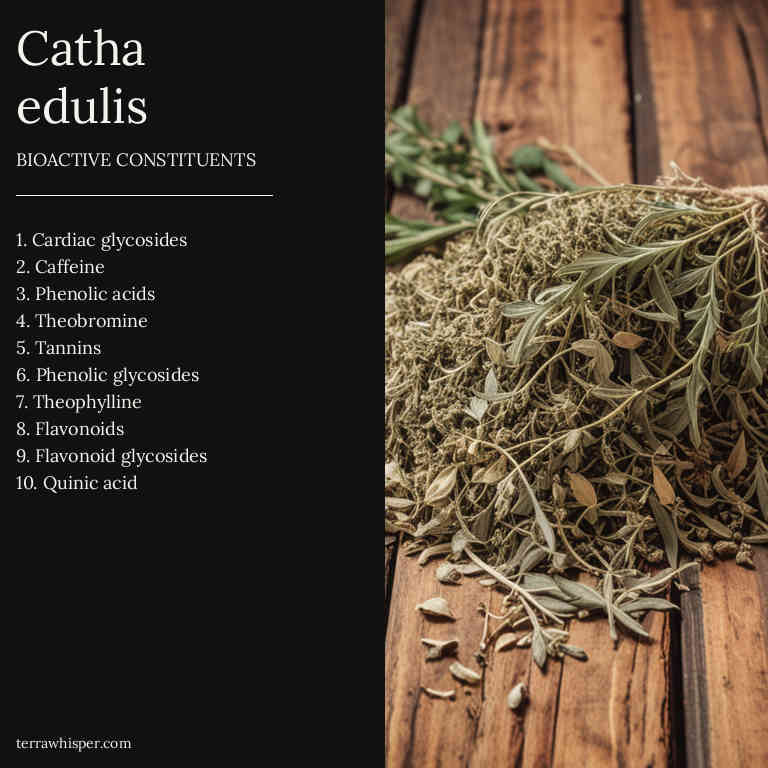 Catha
edulis
BIOACTIVE CONSTITUENTS
1. Cardiac glycosides
2. Caffeine
3. Phenolic acids
4. Theobromine
5. Tannins
6. Phenolic glycosides
7. Theophylline
8. Flavonoids
9. Flavonoid glycosides
10. Quinic acid
terrawhisper.com